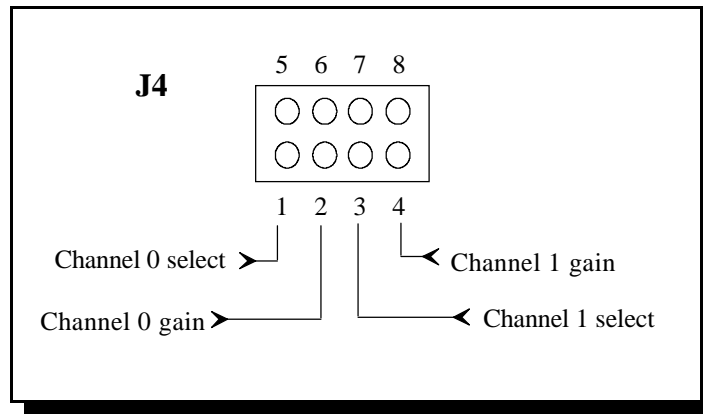 5 6 7 8
J4
1 2 3 4
Channel 0 select
Channel 1 gain
Channel 0 gain
Channel 1 select